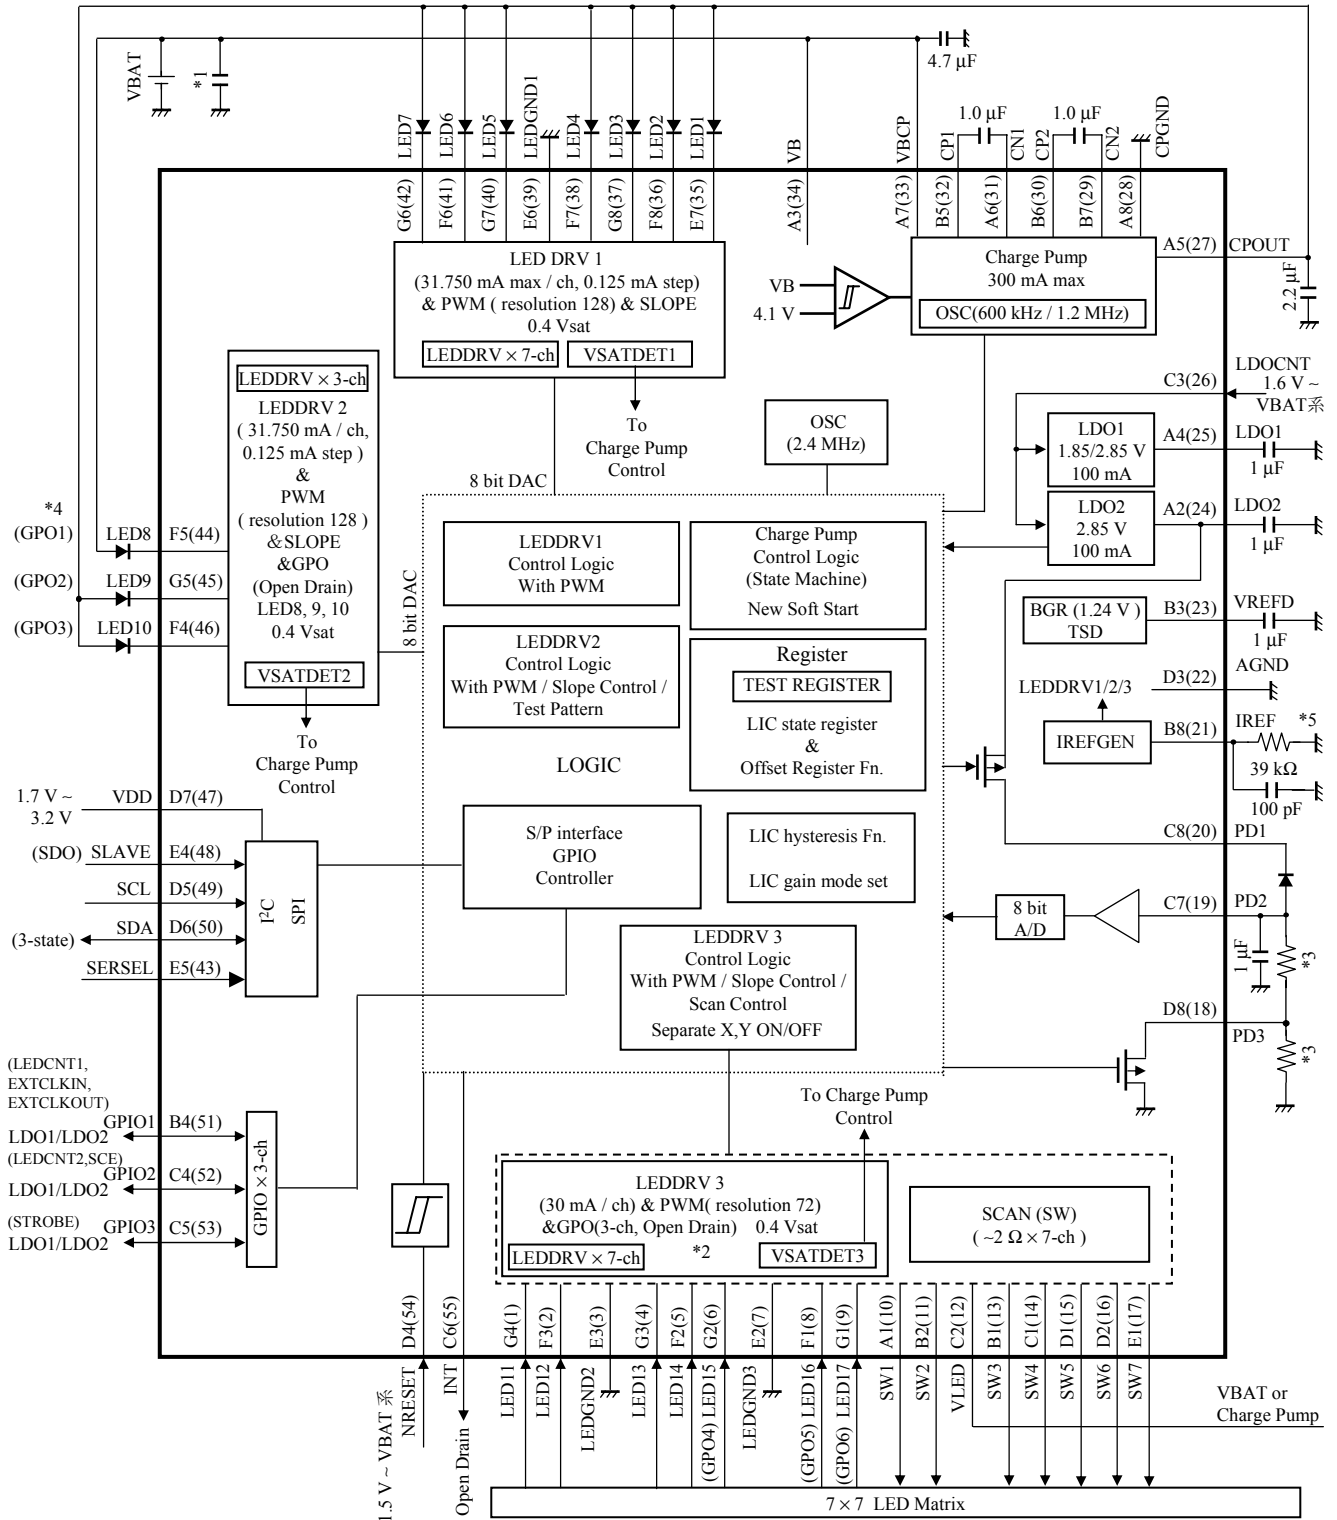 4.7 µF
VBAT
*1
LED7
LED6
LED5
LEDGND1
LED4
LED3
LED2
LED1
VB
VBCP
CP1
1.0 µF
CN1
CP2
1.0 µF
CN2
CPGND
G6(42)
F6(41)
G7(40)
E6(39)
F7(38)
G8(37)
F8(36)
E7(35)
A3(34)
A7(33)
B5(32)
A6(31)
B6(30)
B7(29)
A8(28)
A5(27)
CPOUT
2.2 µF
LED DRV 1
(31.750 mA max / ch, 0.125 mA step)
& PWM ( resolution 128) & SLOPE
0.4 Vsat
LEDDRV × 7-ch
VSATDET1
To
Charge Pump
Control
VB
4.1 V
Charge Pump
300 mA max
OSC(600 kHz / 1.2 MHz)
LEDDRV × 3-ch
LEDDRV 2
( 31.750 mA / ch,
0.125 mA step )
&
PWM
( resolution 128 )
&SLOPE
&GPO
(Open Drain)
LED8, 9, 10
0.4 Vsat
VSATDET2
To
Charge Pump
Control
*4
(GPO1)
LED8
F5(44)
(GPO2)
LED9
G5(45)
(GPO3)
LED10
F4(46)
8 bit DAC
8 bit DAC
OSC
(2.4 MHz)
C3(26)
LDOCNT
1.6 V ~
VBAT系
LDO1
1.85/2.85 V
100 mA
A4(25)
LDO1
1 µF
LDO2
2.85 V
100 mA
A2(24)
LDO2
1 µF
BGR (1.24 V )
TSD
B3(23)
VREFD
1 µF
AGND
D3(22)
LEDDRV1/2/3
IREFGEN
B8(21)
IREF
*5
39 kΩ
100 pF
LEDDRV1
Control Logic
With PWM
Charge Pump
Control Logic
(State Machine)
New Soft Start
LEDDRV2
Control Logic
With PWM / Slope Control /
Test Pattern
Register
TEST REGISTER
LIC state register
&
Offset Register Fn.
LOGIC
S/P interface
GPIO
Controller
LIC hysteresis Fn.
LIC gain mode set
LEDDRV 3
Control Logic
With PWM / Slope Control /
Scan Control
Separate X,Y ON/OFF
1.7 V ~
3.2 V
VDD
D7(47)
(SDO) SLAVE
E4(48)
SCL
D5(49)
(3-state)
SDA
D6(50)
SERSEL
E5(43)
I²C
SPI
C8(20)
PD1
8 bit
A/D
C7(19)
PD2
1 µF
*3
D8(18)
PD3
*3
(LEDCNT1,
EXTCLKIN,
EXTCLKOUT)
GPIO1
B4(51)
LDO1/LDO2
(LEDCNT2,SCE)
GPIO2
C4(52)
LDO1/LDO2
(STROBE)
GPIO3
C5(53)
LDO1/LDO2
GPIO × 3-ch
To Charge Pump
Control
LEDDRV 3
(30 mA / ch) & PWM( resolution 72)
&GPO(3-ch, Open Drain) 0.4 Vsat
LEDDRV × 7-ch
*2
VSATDET3
SCAN (SW)
( ~2 Ω × 7-ch )
D4(54)
C6(55)
G4(1)
F3(2)
E3(3)
G3(4)
F2(5)
G2(6)
E2(7)
F1(8)
G1(9)
A1(10)
B2(11)
C2(12)
B1(13)
C1(14)
D1(15)
D2(16)
E1(17)
1.5 V ~ VBAT 系
NRESET
INT
Open Drain
LED11
LED12
LEDGND2
LED13
LED14
(GPO4) LED15
LEDGND3
(GPO5) LED16
(GPO6) LED17
SW1
SW2
VLED
SW3
SW4
SW5
SW6
SW7
VBAT or
Charge Pump
7 × 7 LED Matrix